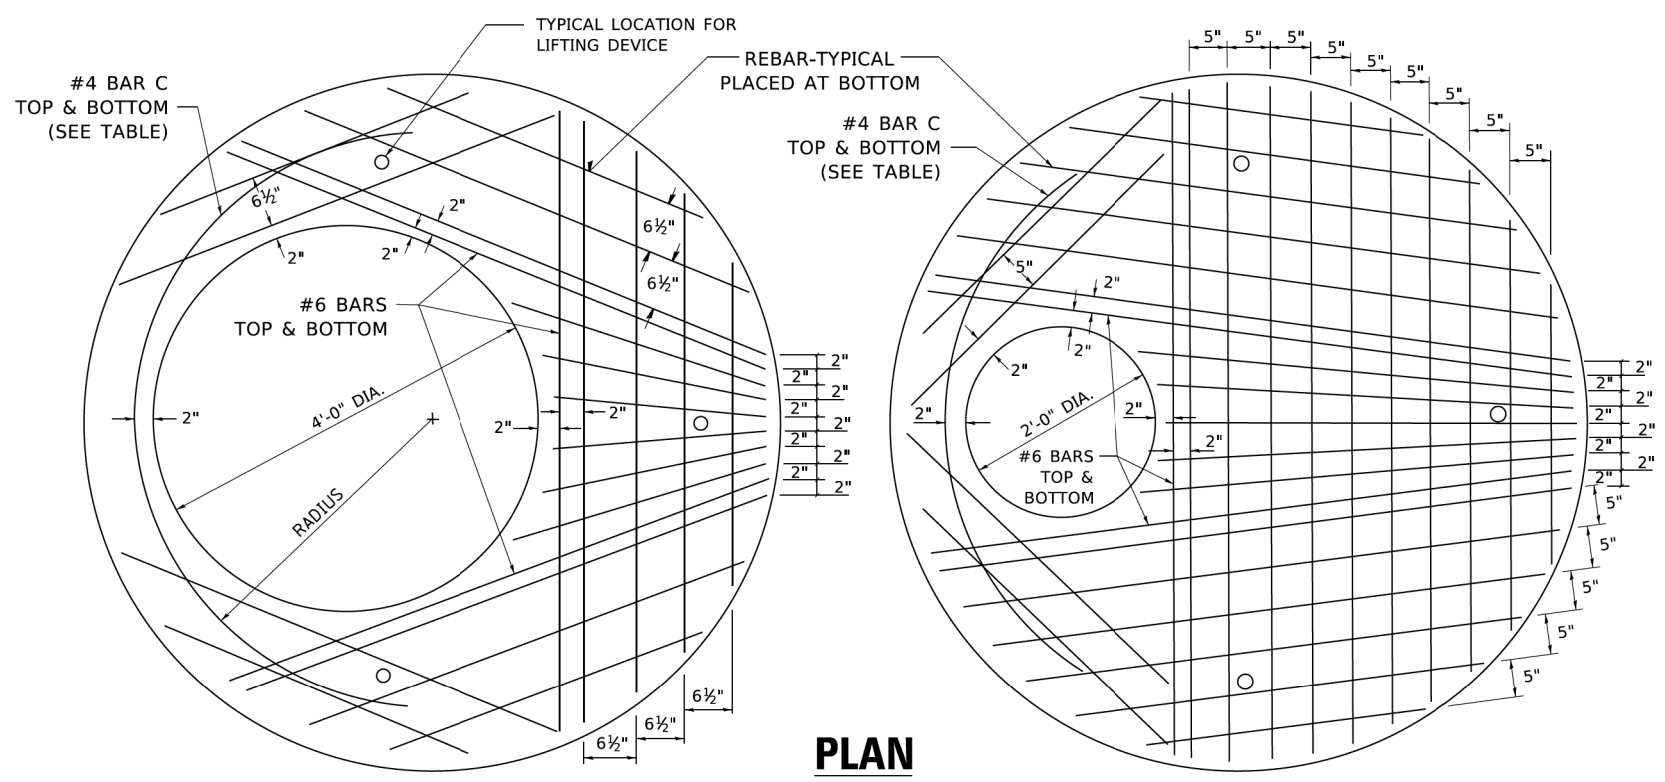 TYPICAL LOCATION FOR
LIFTING DEVICE
#4 BAR C
TOP & BOTTOM
(SEE TABLE)
REBAR-TYPICAL
PLACED AT BOTTOM
6½"
2"
2"
2"
6½"
6½"
#6 BARS
TOP & BOTTOM
4'-0" DIA.
RADIUS
2"
2"
2"
2"
2"
2"
2"
2"
2"
2"
2"
2"
6½"
6½"
6½"
#4 BAR C
TOP & BOTTOM
(SEE TABLE)
5"
5"
5"
5"
5"
5"
5"
5"
5"
5"
2"
2"
2"
2'-0" DIA.
2"
2"
2"
#6 BARS
TOP &
BOTTOM
2"
2"
2"
2"
2"
2"
2"
2"
5"
5"
5"
5"
5"
PLAN